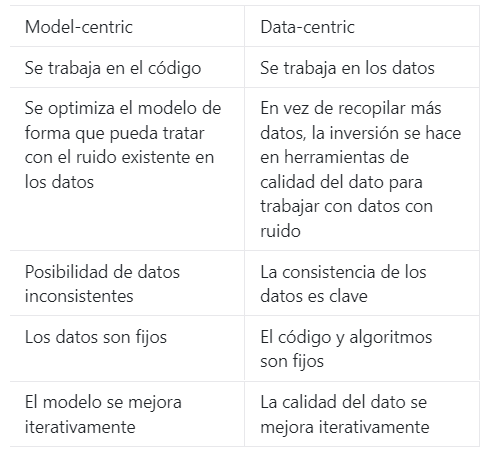 Model-centric
Data-centric
Se trabaja en el código
Se trabaja en los datos
Se optimiza el modelo de
forma que pueda tratar
con el ruido existente en
los datos
En vez de recopilar más
datos, la inversión se hace
en herramientas de
calidad del dato para
trabajar con datos con
ruido
Posibilidad de datos
inconsistentes
La consistencia de los
datos es clave
Los datos son fijos
El código y algoritmos
son fijos
El modelo se mejora
iterativamente
La calidad del dato se
mejora iterativamente